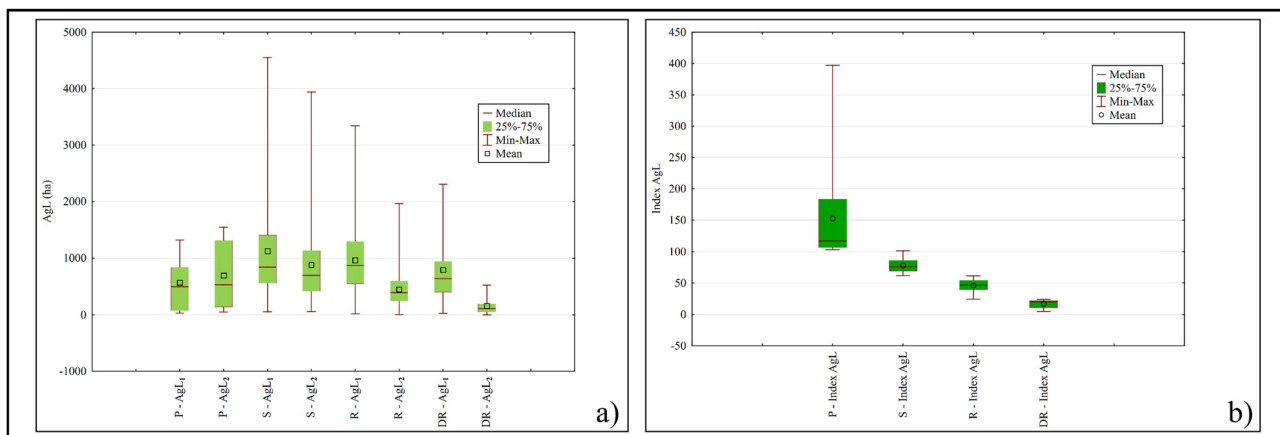 5000
4000
3000
2000
1000
0
-1000
AgL (ha)
Median
25%-75%
Min-Max
Mean
P - AgL₁
P - AgL₂
S - AgL₁
S - AgL₂
R - AgL₁
R - AgL₂
DR - AgL₁
DR - AgL₂
a)
450
400
350
300
250
200
150
100
50
0
-50
Index AgL
Median
25%-75%
Min-Max
Mean
P - Index AgL
S - Index AgL
R - Index AgL
DR - Index AgL
b)